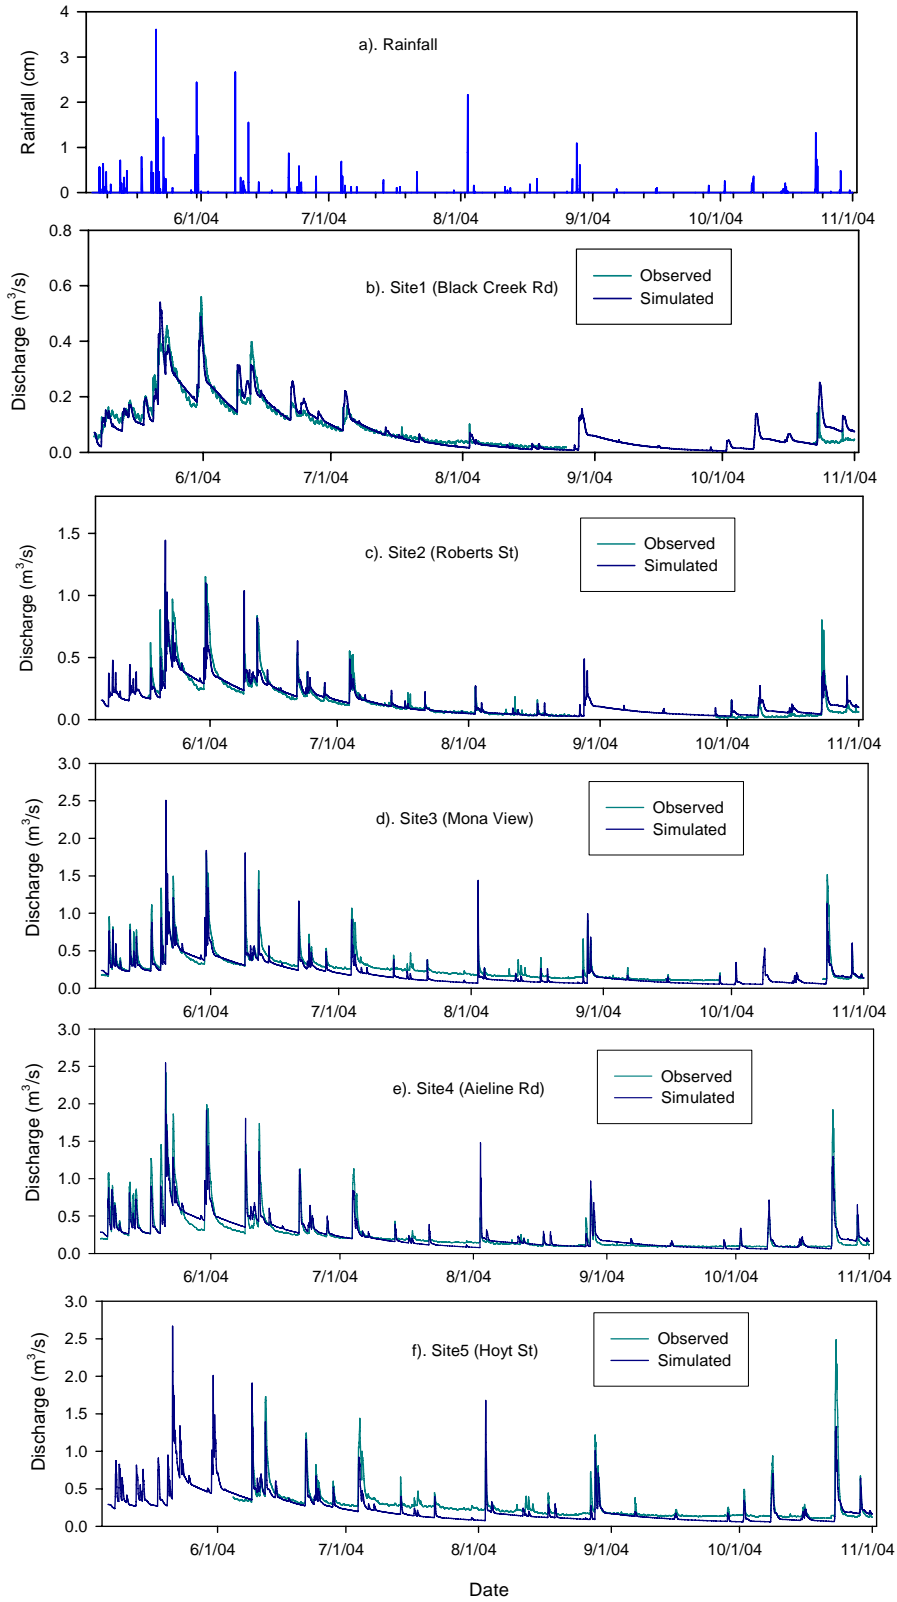 4
3
2
1
0
Rainfall (cm)
a). Rainfall
6/1/04 7/1/04 8/1/04 9/1/04 10/1/04 11/1/04
0.8
0.6
0.4
0.2
0.0
Discharge (m³/s)
b). Site1 (Black Creek Rd)
Observed
Simulated
6/1/04 7/1/04 8/1/04 9/1/04 10/1/04 11/1/04
1.5
1.0
0.5
0.0
Discharge (m³/s)
c). Site2 (Roberts St)
Observed
Simulated
6/1/04 7/1/04 8/1/04 9/1/04 10/1/04 11/1/04
3.0
2.5
2.0
1.5
1.0
0.5
0.0
Discharge (m³/s)
d). Site3 (Mona View)
Observed
Simulated
6/1/04 7/1/04 8/1/04 9/1/04 10/1/04 11/1/04
3.0
2.5
2.0
1.5
1.0
0.5
0.0
Discharge (m³/s)
e). Site4 (Aieline Rd)
Observed
Simulated
6/1/04 7/1/04 8/1/04 9/1/04 10/1/04 11/1/04
3.0
2.5
2.0
1.5
1.0
0.5
0.0
Discharge (m³/s)
f). Site5 (Hoyt St)
Observed
Simulated
6/1/04 7/1/04 8/1/04 9/1/04 10/1/04 11/1/04
Date